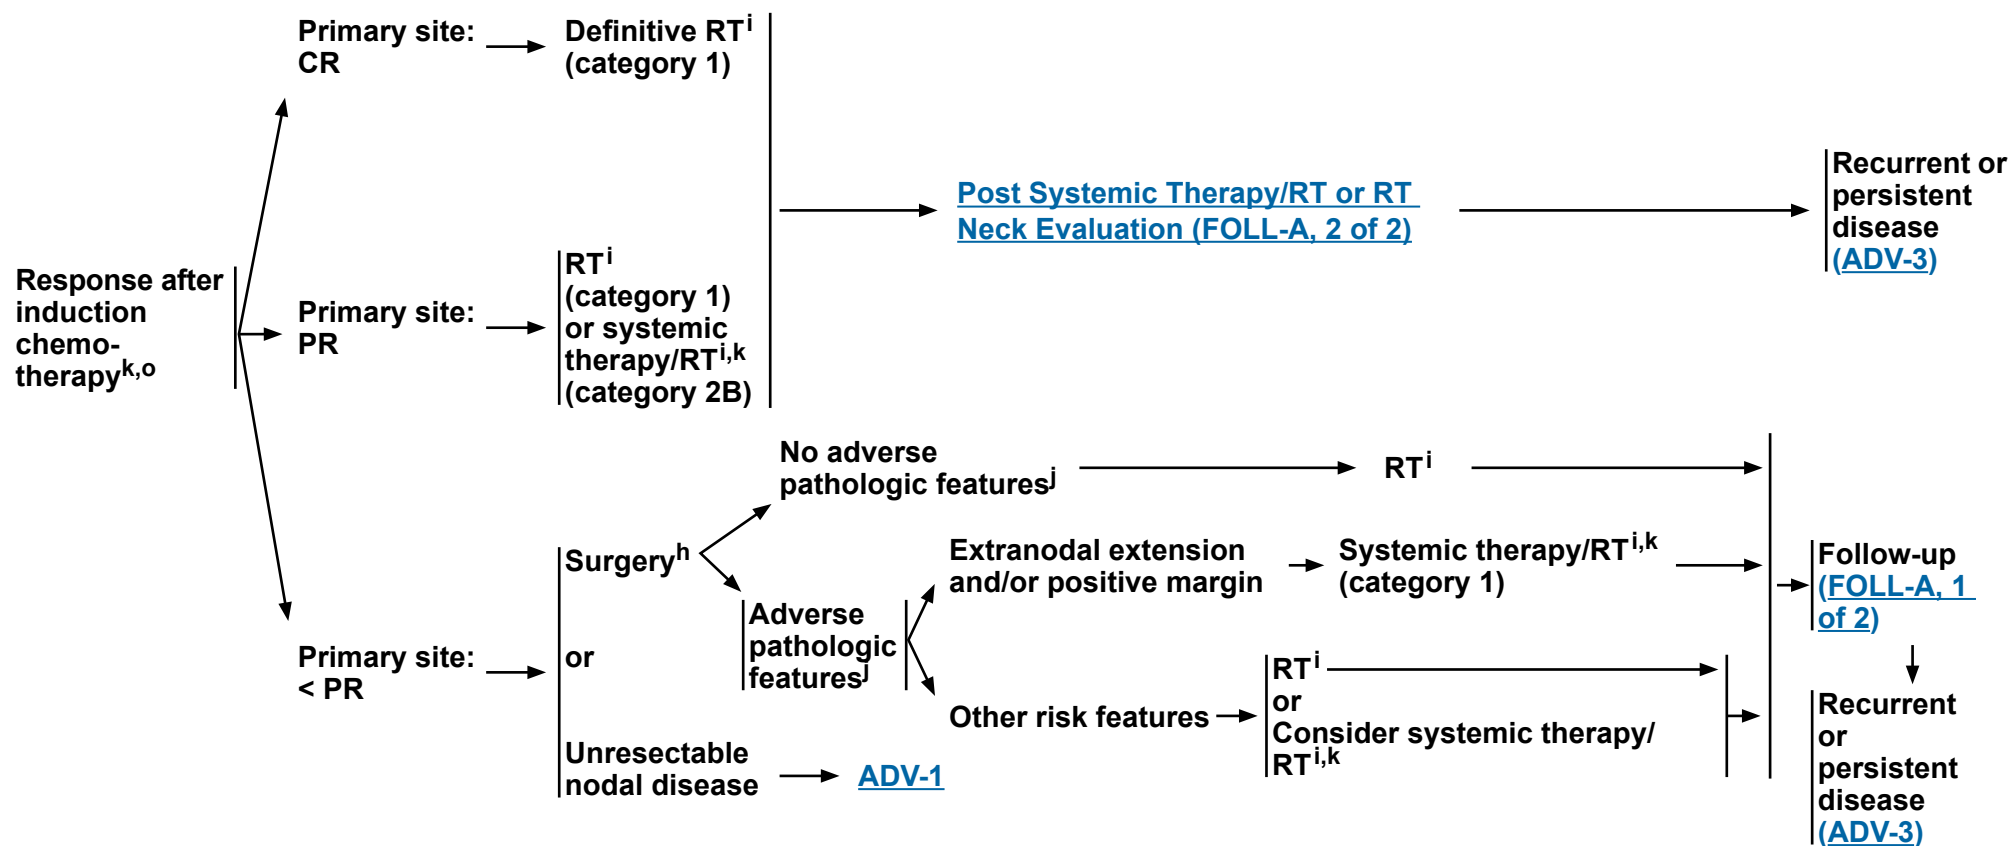 Response after
induction
chemo-
therapyk,o
Primary site:
CR
Definitive RTi
(category 1)
Primary site:
PR
RTi
(category 1)
or systemic
therapy/RTi,k
(category 2B)
Post Systemic Therapy/RT or RT
Neck Evaluation (FOLL-A, 2 of 2)
Recurrent or
persistent
disease
(ADV-3)
Primary site:
< PR
Surgeryh
or
Unresectable
nodal disease
ADV-1
No adverse
pathologic featuresj
RTi
Adverse
pathologic
featuresj
Extranodal extension
and/or positive margin
Systemic therapy/RTi,k
(category 1)
Other risk features
RTi
or
Consider systemic therapy/
RTi,k
Follow-up
(FOLL-A, 1
of 2)
Recurrent
or
persistent
disease
(ADV-3)